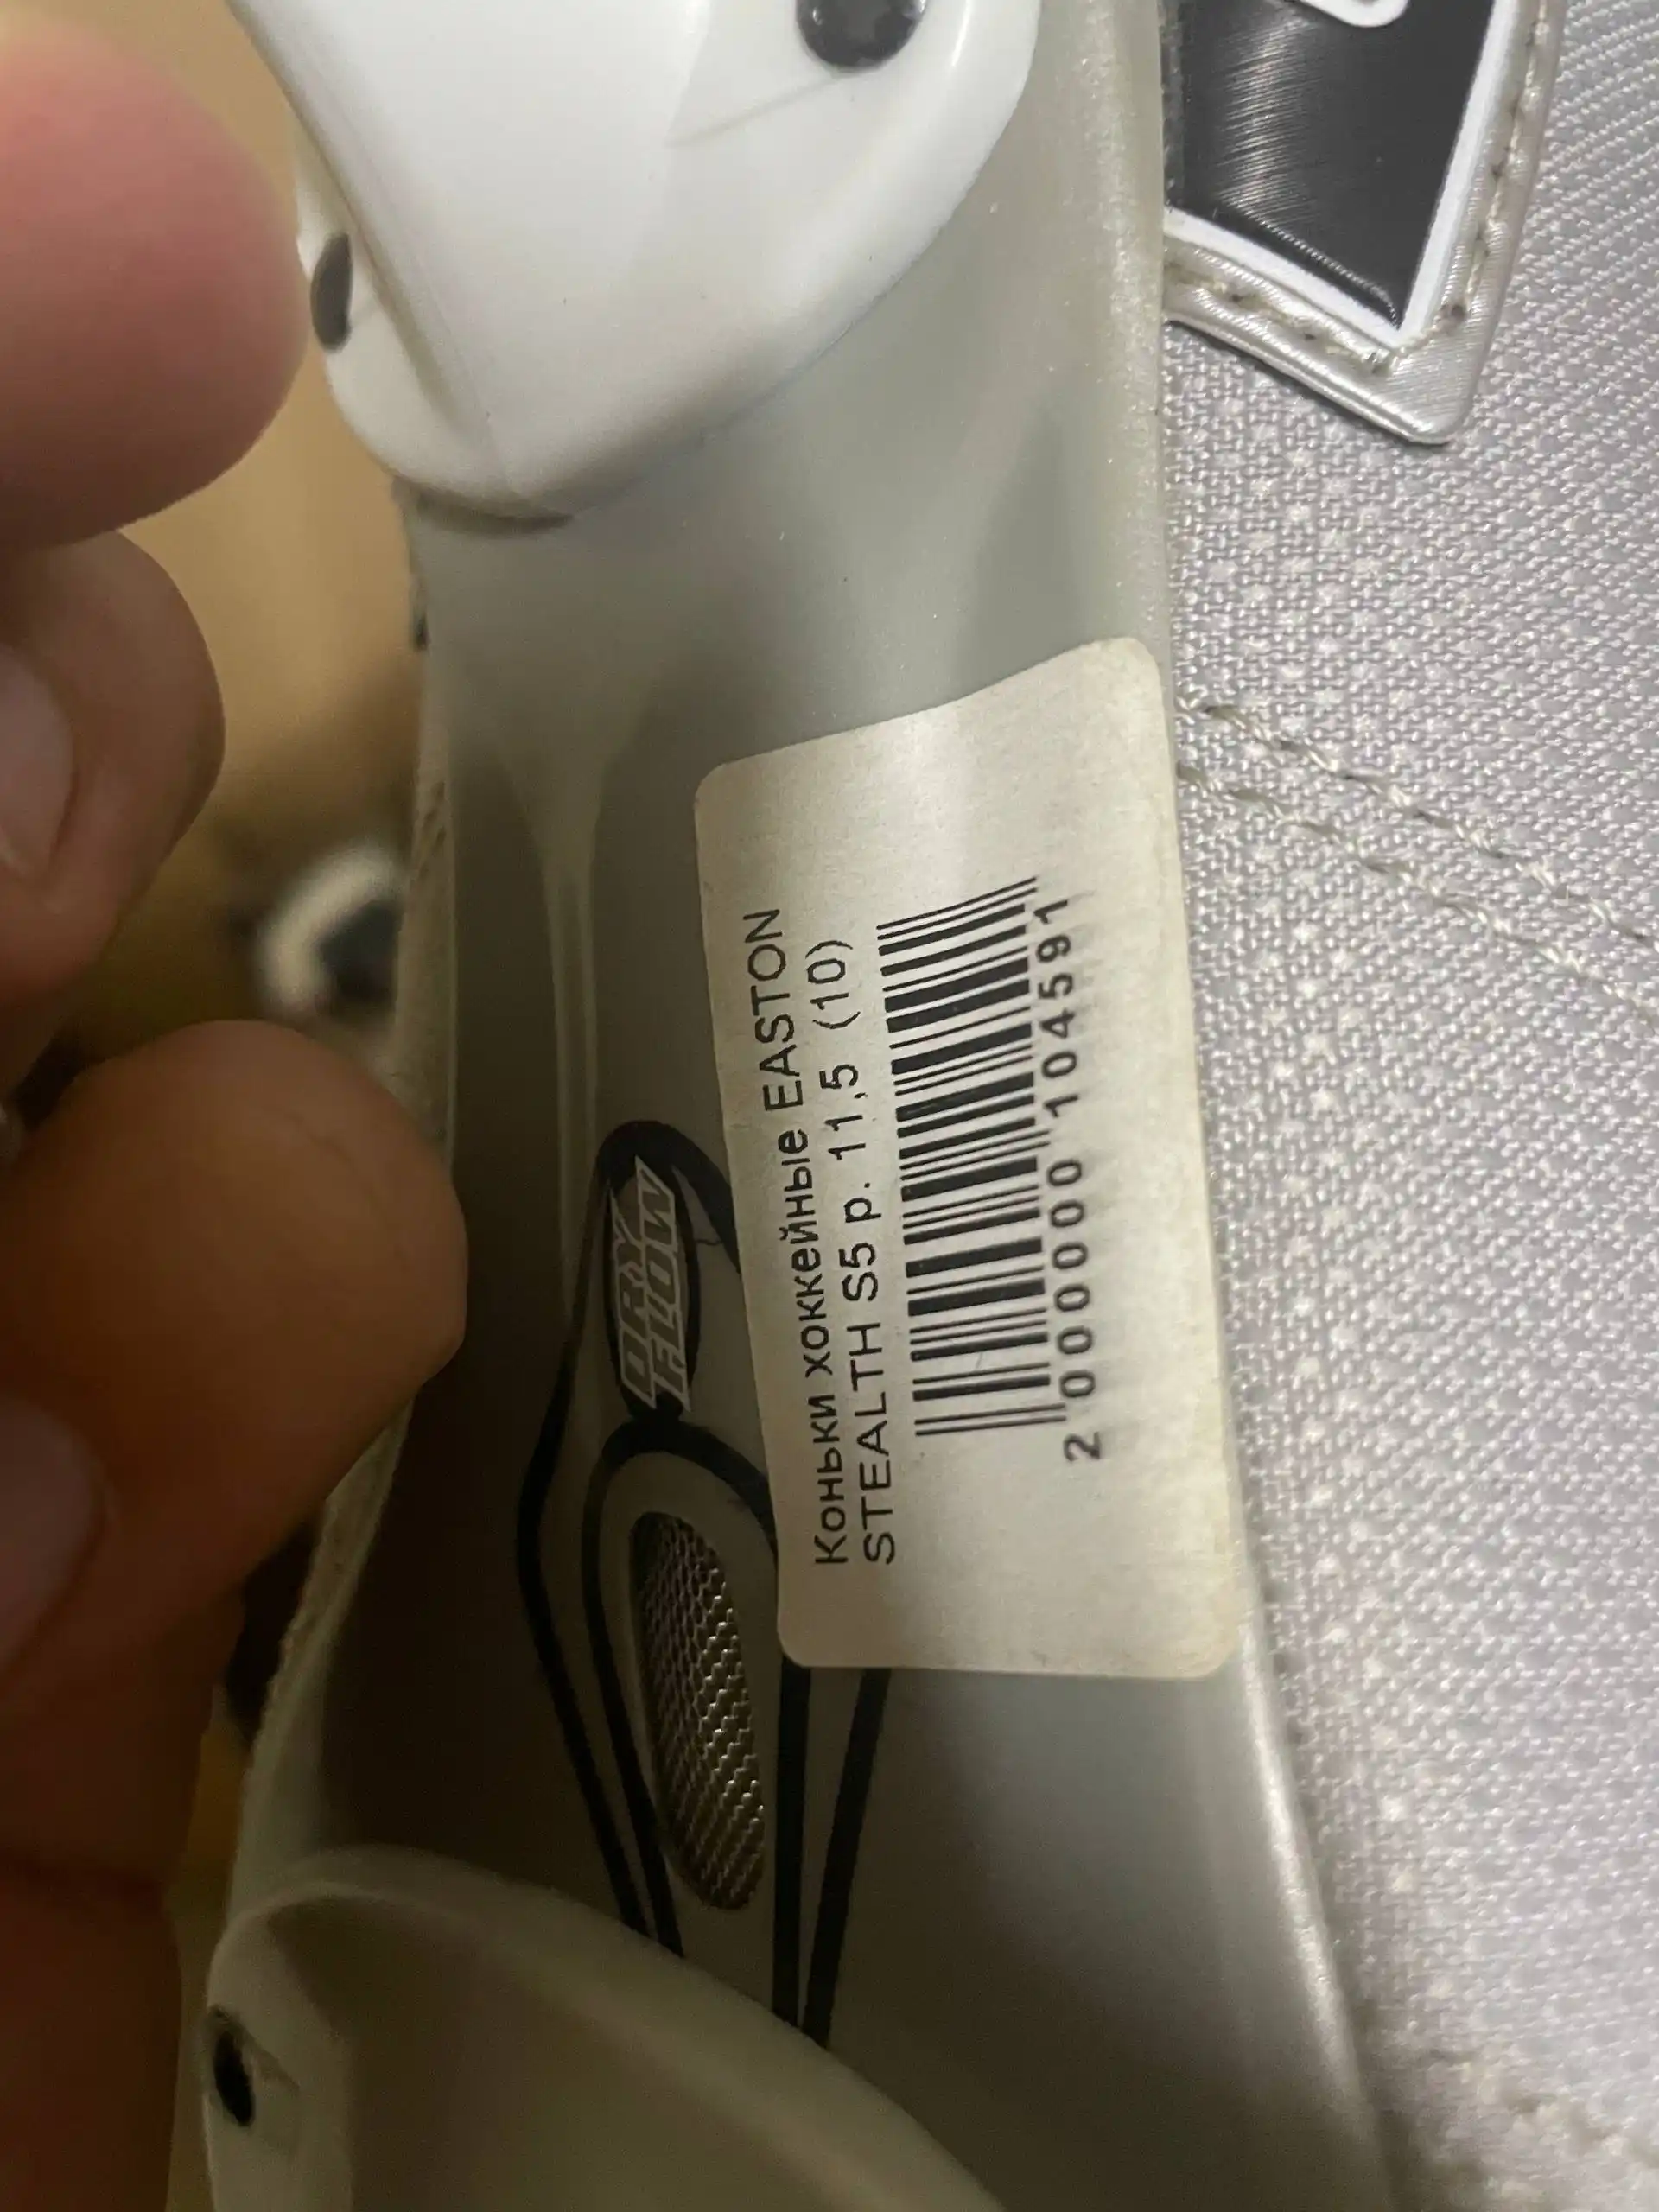 Коньки хоккейные EASTON
STEALTH S5 р. 11,5 (10)
2 000000 104591
DRY
FLOW